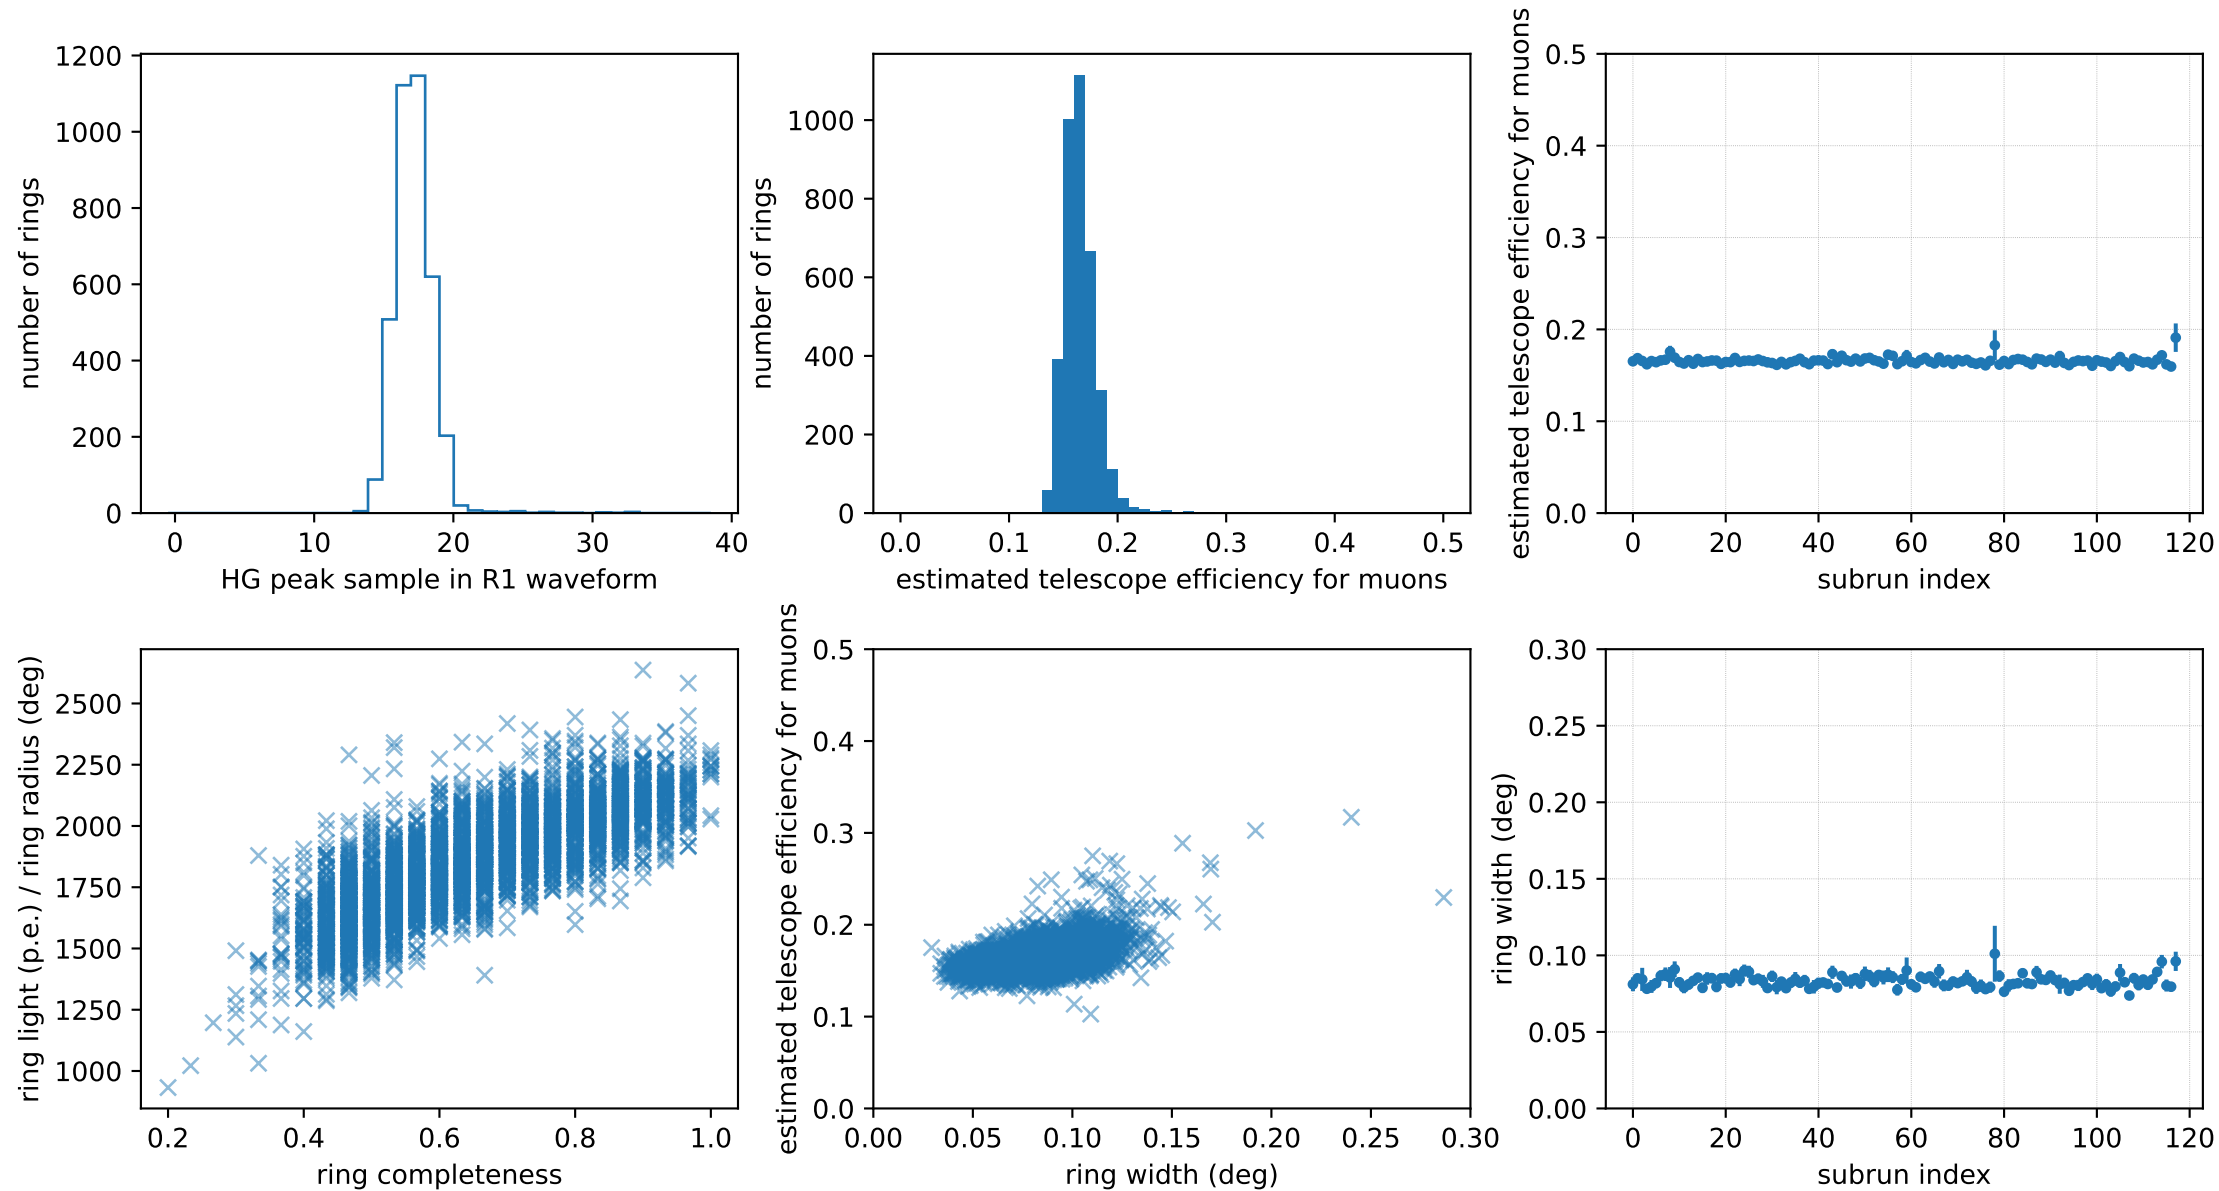 1200
1000
800
600
400
200
0
number of rings
0 10 20 30 40
HG peak sample in R1 waveform
1000
800
600
400
200
0
number of rings
0.0 0.1 0.2 0.3 0.4 0.5
estimated telescope efficiency for muons
0.5
0.4
0.3
0.2
0.1
0.0
estimated telescope efficiency for muons
0 20 40 60 80 100 120
subrun index
2500
2250
2000
1750
1500
1250
1000
ring light (p.e.) / ring radius (deg)
0.2 0.4 0.6 0.8 1.0
ring completeness
0.5
0.4
0.3
0.2
0.1
0.0
estimated telescope efficiency for muons
0.00 0.05 0.10 0.15 0.20 0.25 0.30
ring width (deg)
0.30
0.25
0.20
0.15
0.10
0.05
0.00
ring width (deg)
0 20 40 60 80 100 120
subrun index